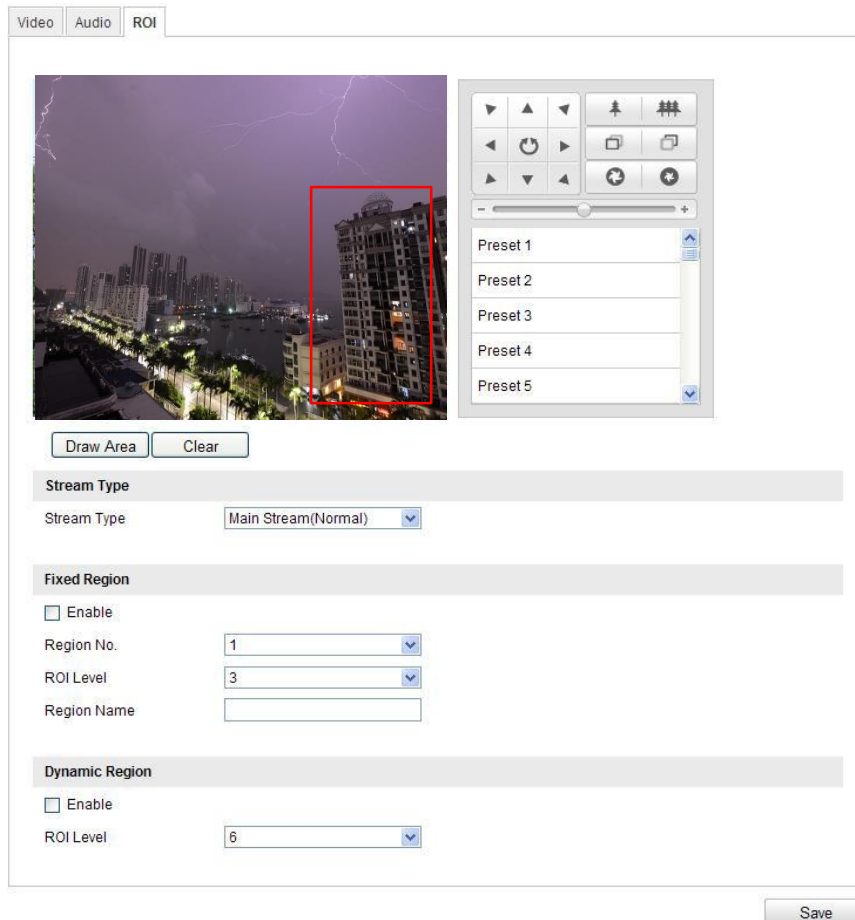 Video Audio ROI
Preset 1
Preset 2
Preset 3
Preset 4
Preset 5
Draw Area Clear
Stream Type
Stream Type Main Stream(Normal)
Fixed Region
Enable
Region No. 1
ROI Level 3
Region Name
Dynamic Region
Enable
ROI Level 6
Save